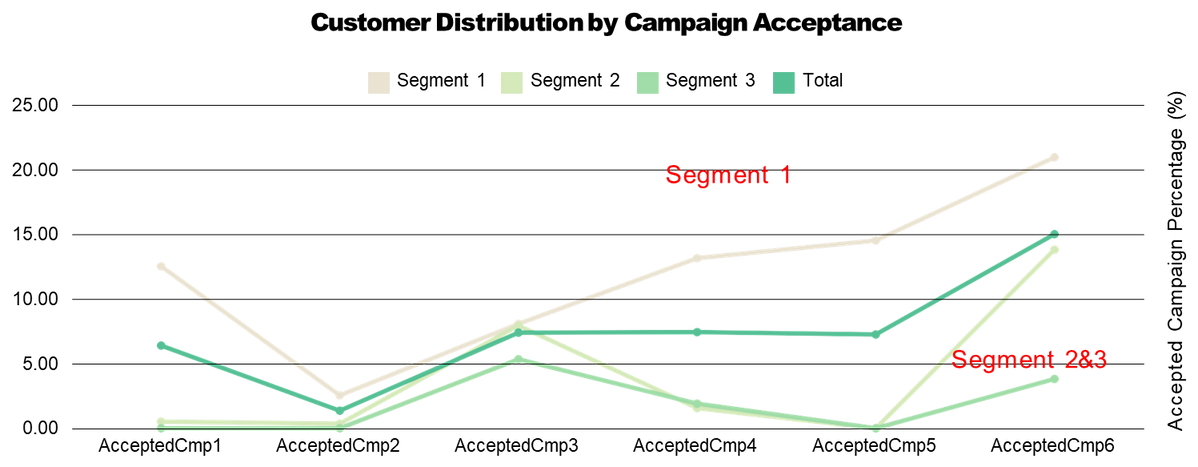 Customer Distribution by Campaign Acceptance
Segment 1 Segment 2 Segment 3 Total
25.00
20.00
15.00
10.00
5.00
0.00
Segment 1
Segment 2&3
AcceptedCmp1 AcceptedCmp2 AcceptedCmp3 AcceptedCmp4 AcceptedCmp5 AcceptedCmp6
Accepted Campaign Percentage (%)